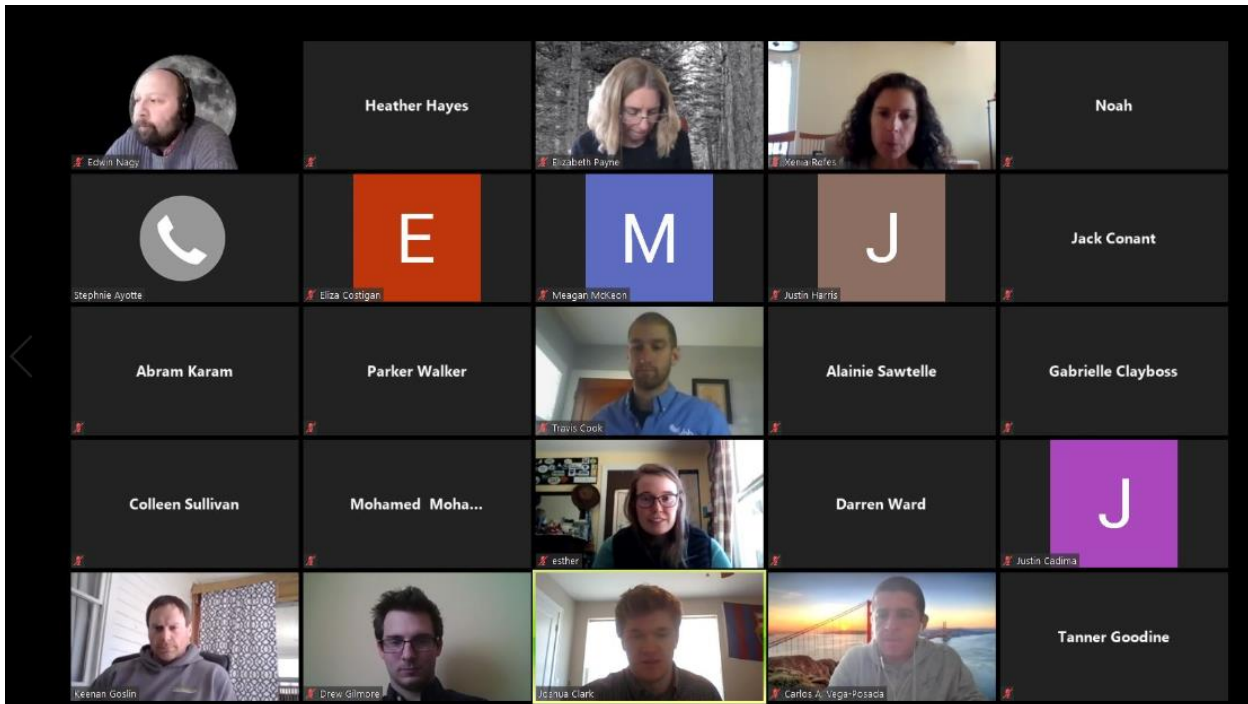 Edwin Nagy
Heather Hayes
Elizabeth Payne
Xenia Rofes
Noah
Stephnie Ayotte
E
Eliza Costigan
M
Meagan McKeon
J
Justin Harris
Jack Conant
Abram Karam
Parker Walker
Travis Cook
Alainie Sawtelle
Gabrielle Clayboss
Colleen Sullivan
Mohamed Moha...
esther
Darren Ward
J
Justin Cadima
Keenan Goslin
Drew Gilmore
Joshua Clark
Carlos A. Vega-Posada
Tanner Goodine